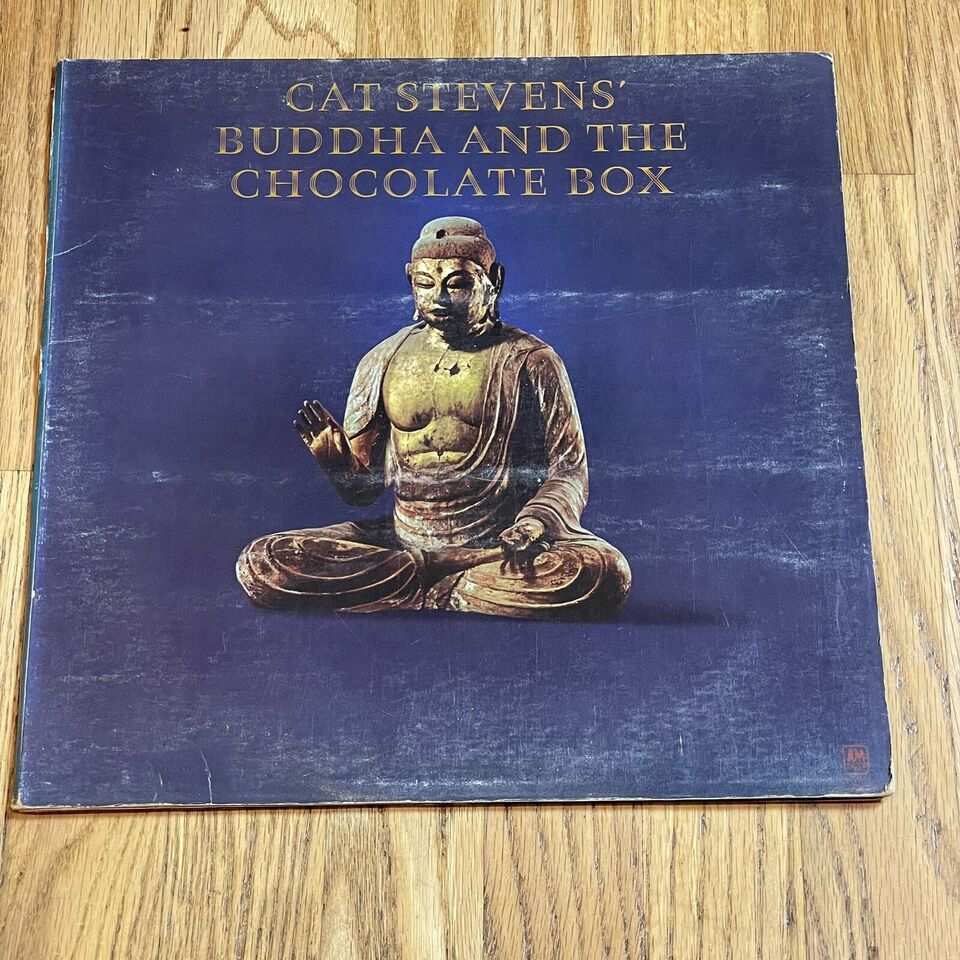 CAT STEVENS'
BUDDHA AND THE
CHOCOLATE BOX
A&M